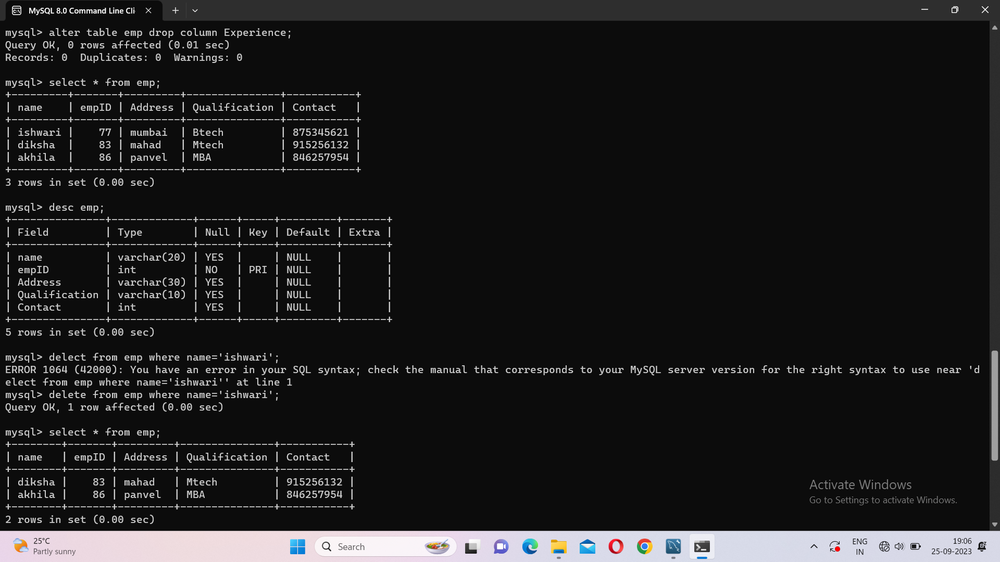 MySQL 8.0 Command Line Cli
mysql> alter table emp drop column Experience;
Query OK, 0 rows affected (0.01 sec)
Records: 0  Duplicates: 0  Warnings: 0
mysql> select * from emp;
+---------+-------+---------+---------------+-----------+
| name    | empID | Address | Qualification | Contact   |
+---------+-------+---------+---------------+-----------+
| ishwari |    77 | mumbai  | Btech         | 875345621 |
| diksha  |    83 | mahad   | Mtech         | 915256132 |
| akhila  |    86 | panvel  | MBA           | 846257954 |
+---------+-------+---------+---------------+-----------+
3 rows in set (0.00 sec)
mysql> desc emp;
+---------------+-------------+------+-----+---------+-------+
| Field         | Type        | Null | Key | Default | Extra |
+---------------+-------------+------+-----+---------+-------+
| name          | varchar(20) | YES  |     | NULL    |       |
| empID         | int         | NO   | PRI | NULL    |       |
| Address       | varchar(30) | YES  |     | NULL    |       |
| Qualification | varchar(10) | YES  |     | NULL    |       |
| Contact       | int         | YES  |     | NULL    |       |
+---------------+-------------+------+-----+---------+-------+
5 rows in set (0.00 sec)
mysql> delect from emp where name='ishwari';
ERROR 1064 (42000): You have an error in your SQL syntax; check the manual that corresponds to your MySQL server version for the right syntax to use near 'd
elect from emp where name='ishwari'' at line 1
mysql> delete from emp where name='ishwari';
Query OK, 1 row affected (0.00 sec)
mysql> select * from emp;
+--------+-------+---------+---------------+-----------+
| name   | empID | Address | Qualification | Contact   |
+--------+-------+---------+---------------+-----------+
| diksha |    83 | mahad   | Mtech         | 915256132 |
| akhila |    86 | panvel  | MBA           | 846257954 |
+--------+-------+---------+---------------+-----------+
2 rows in set (0.00 sec)
Activate Windows
Go to Settings to activate Windows.
25°C
Partly sunny
Search
ENG
IN
19:06
25-09-2023